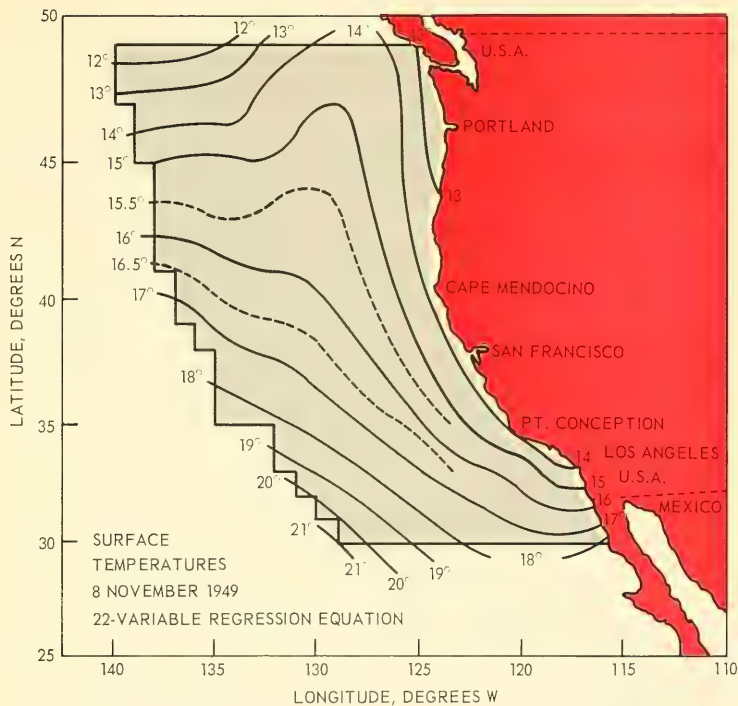 50
12°
13°
14°
13
U.S.A.
12°
13°
PORTLAND
14°
15°
45
15.5°
13
16°
16.5°
17°
40
CAPE MENDOCINO
SAN FRANCISCO
18°
PT. CONCEPTION
35
19°
14
LOS ANGELES
15
U.S.A.
20°
16
MEXICO
21°
17°
SURFACE
TEMPERATURES
8 NOVEMBER 1949
22-VARIABLE REGRESSION EQUATION
30
21°
20°
19°
18°
25
140
135
130
125
120
115
110
LATITUDE, DEGREES N
LONGITUDE, DEGREES W